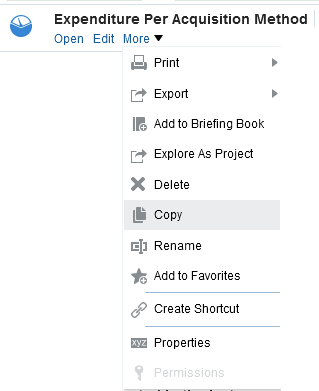 Expenditure Per Acquisition Method
Open Edit More
Print
Export
Add to Briefing Book
Explore As Project
Delete
Copy
Rename
Add to Favorites
Create Shortcut
xyz Properties
Permissions